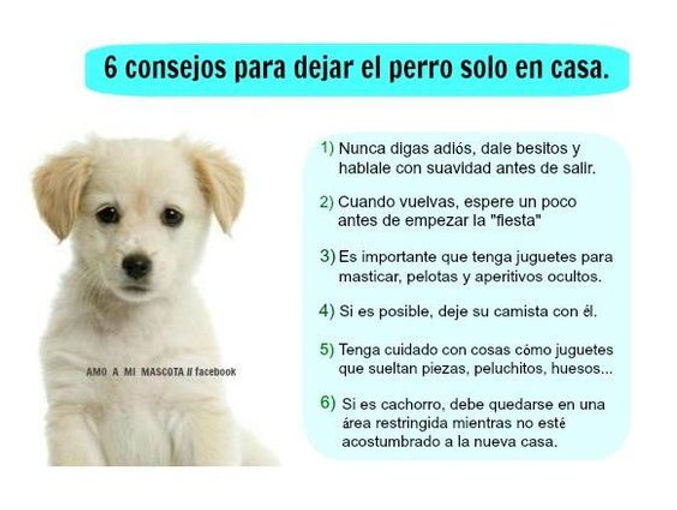 6 consejos para dejar el perro solo en casa.
1) Nunca digas adiós, dale besitos y
hablale con suavidad antes de salir.
2) Cuando vuelvas, espere un poco
antes de empezar la "fiesta"
3) Es importante que tenga juguetes para
masticar, pelotas y aperitivos ocultos.
4) Si es posible, deje su camista con él.
5) Tenga cuidado con cosas cómo juguetes
que sueltan piezas, peluchitos, huesos...
6) Si es cachorro, debe quedarse en una
área restringida mientras no esté
acostumbrado a la nueva casa.
AMO A MI MASCOTA // facebook